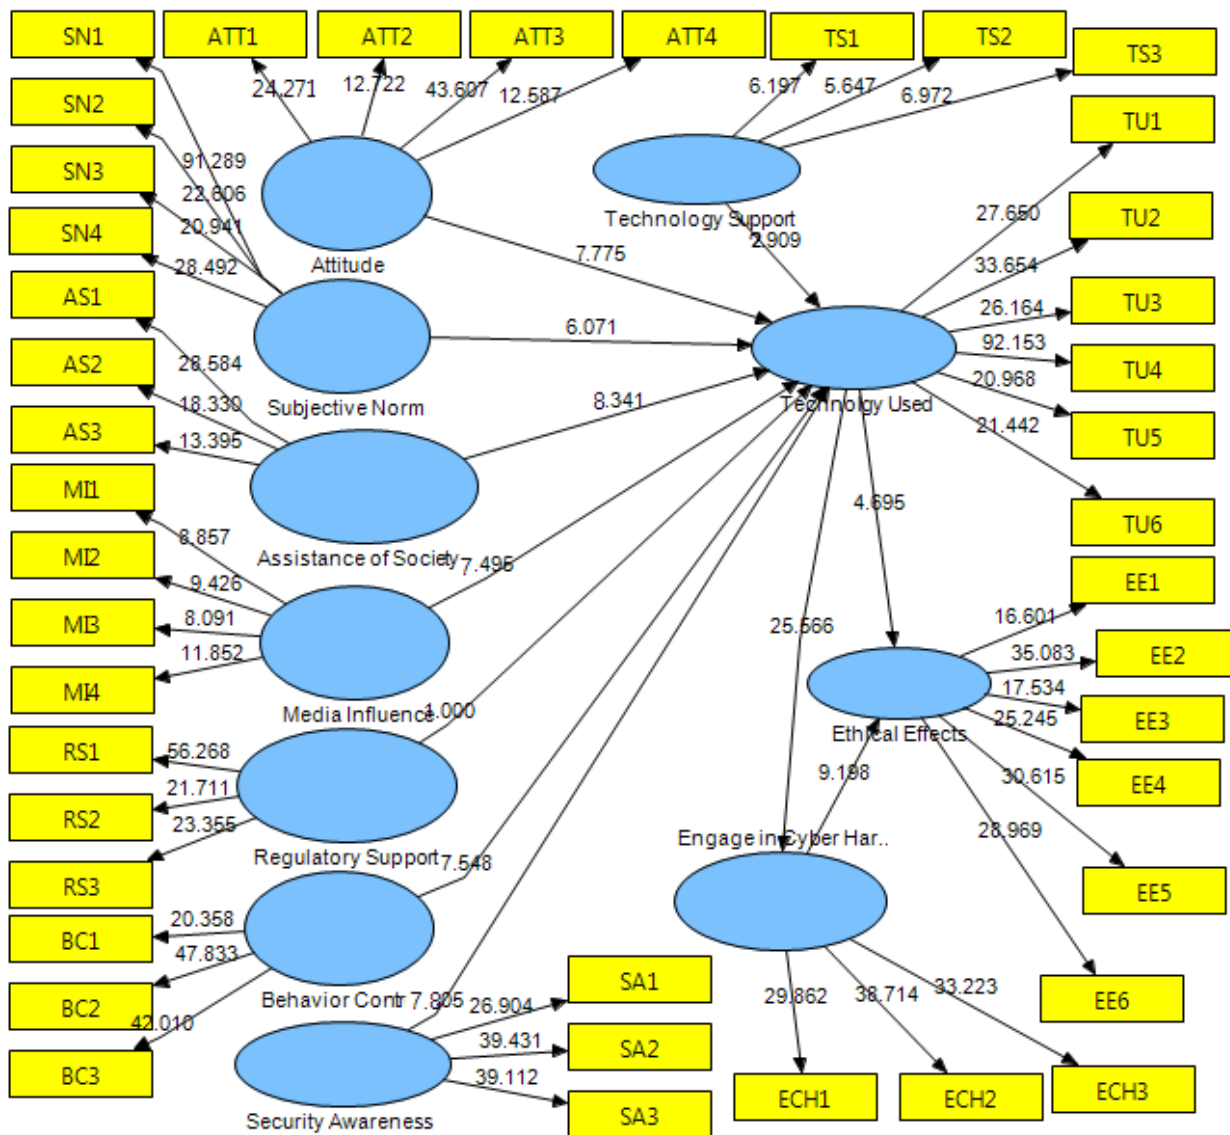 SN1
ATT1
ATT2
ATT3
ATT4
TS1
TS2
TS3
24.271
12.722
43.607
12.587
6.197
5.647
6.972
SN2
TU1
SN3
91.289
22.606
20.941
Technology Support
27.650
TU2
SN4
28.492
Attitude
7.775
2.909
33.654
AS1
26.164
TU3
28.584
6.071
92.153
AS2
20.968
TU4
18.330
Subjective Norm
8.341
Technolgy Used
21.442
AS3
13.395
TU5
MI1
8.857
4.695
TU6
MI2
9.426
Assistance of Society
7.495
EE1
MI3
8.091
25.566
16.601
35.083
EE2
11.852
MI4
17.534
EE3
Media Influence
1.000
25.245
RS1
56.268
Ethical Effects
9.198
30.615
EE4
21.711
RS2
23.355
28.969
Engage in Cyber Har..
Regulatory Support
7.548
RS3
EE5
20.358
BC1
47.833
SA1
BC2
Behavior Contr
7.805
26.904
29.862
38.714
33.223
EE6
42.010
39.431
SA2
BC3
39.112
ECH1
ECH2
ECH3
Security Awareness
SA3